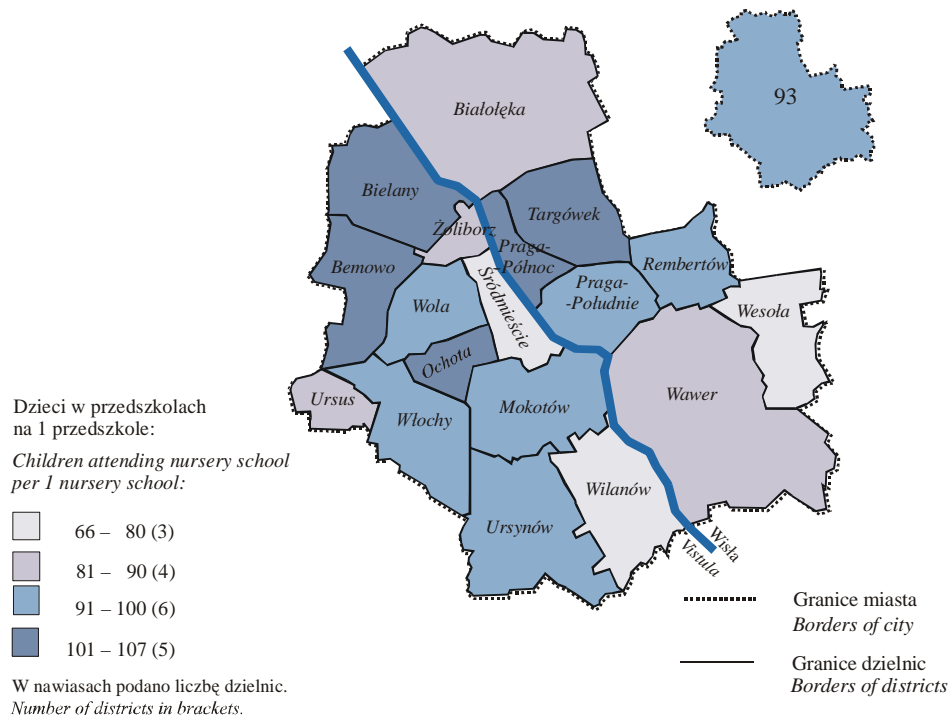 93
Białołęka
Bielany
Targówek
Żoliborz
Praga-
-Północ
Rembertów
Bemowo
Praga-
-Południe
Śródmieście
Wola
Wesoła
Ochota
Ursus
Wawer
Mokotów
Włochy
Wilanów
Ursynów
Wisła
Vistula
Dzieci w przedszkolach
na 1 przedszkole:
Children attending nursery school
per 1 nursery school:
66 – 80 (3)
81 – 90 (4)
91 – 100 (6)
101 – 107 (5)
W nawiasach podano liczbę dzielnic.
Number of districts in brackets.
Granice miasta
Borders of city
Granice dzielnic
Borders of districts